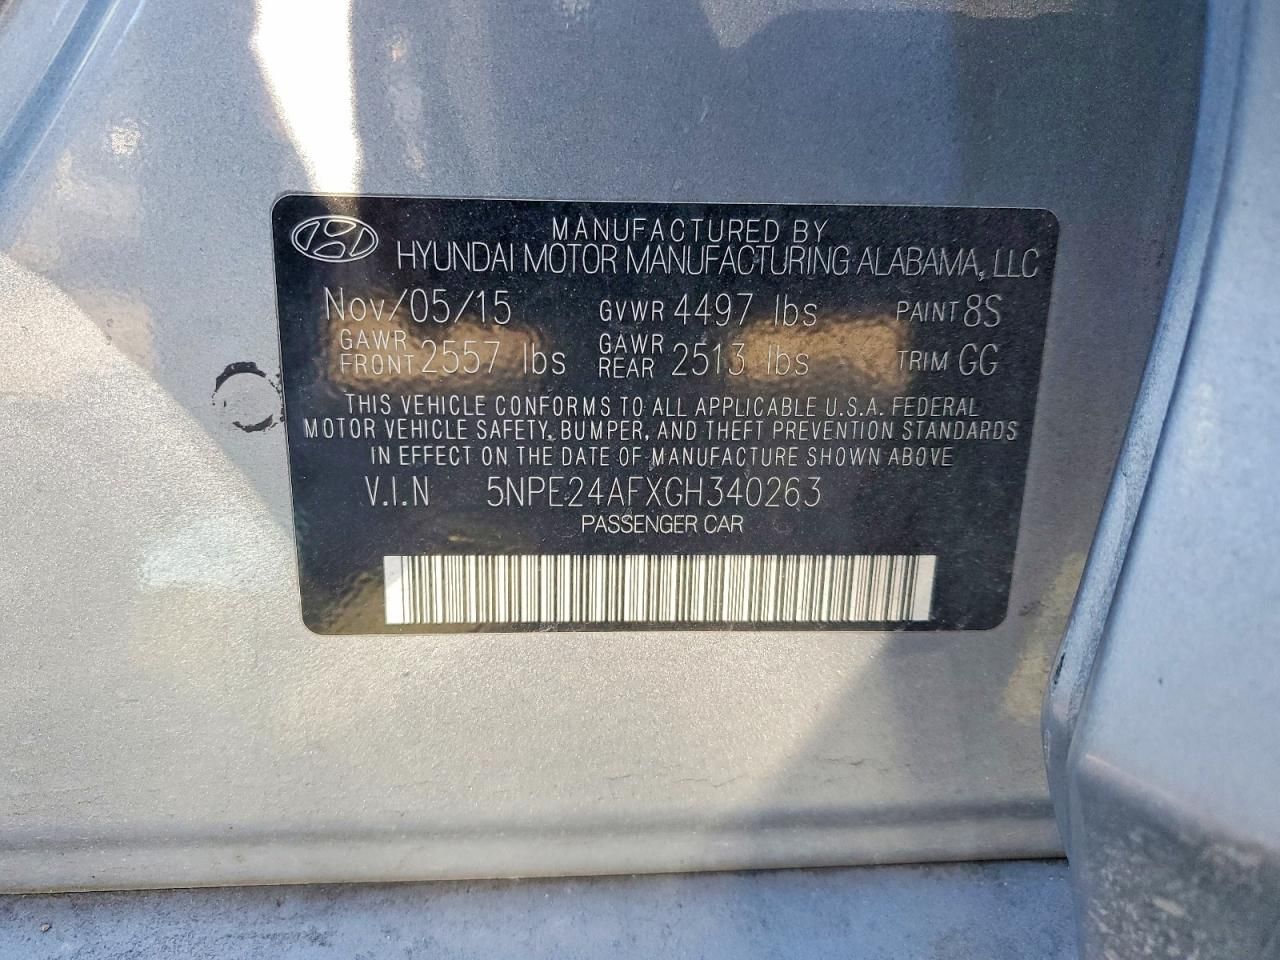 MANUFACTURED BY
HYUNDAI MOTOR MANUFACTURING ALABAMA, LLC
Nov/05/15 GVWR 4497 lbs PAINT 8S
GAWR FRONT 2557 lbs GAWR REAR 2513 lbs TRIM GG
THIS VEHICLE CONFORMS TO ALL APPLICABLE U.S.A. FEDERAL
MOTOR VEHICLE SAFETY, BUMPER, AND THEFT PREVENTION STANDARDS
IN EFFECT ON THE DATE OF MANUFACTURE SHOWN ABOVE
V.I.N 5NPE24AFXGH340263
PASSENGER CAR